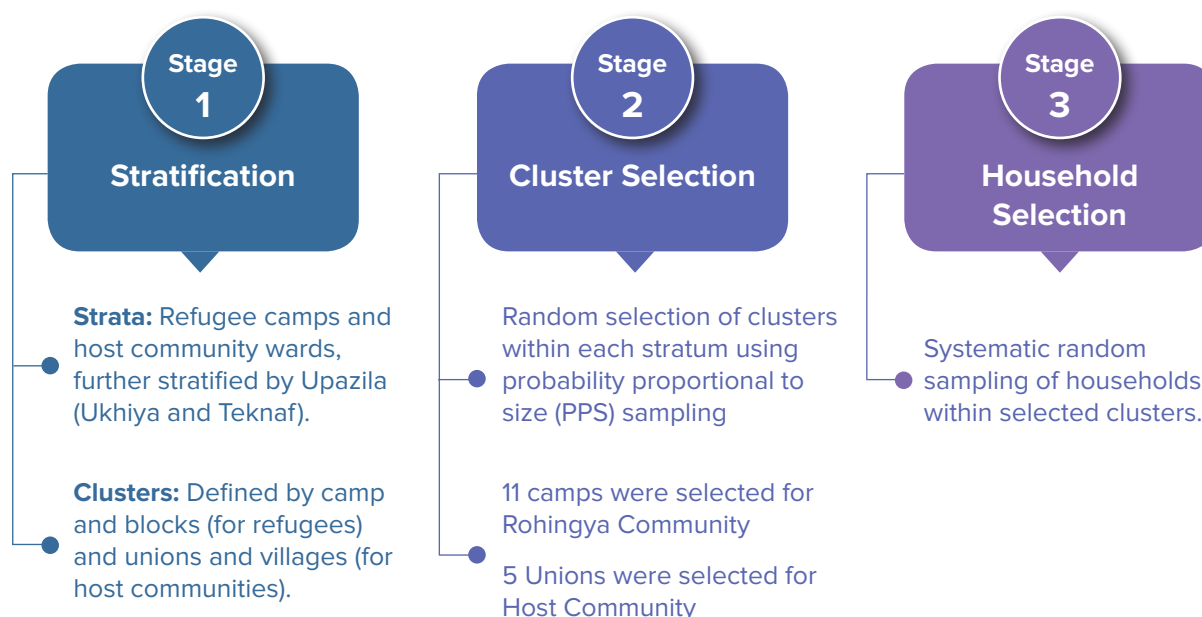 Stage
1
Stratification
Strata: Refugee camps and
host community wards,
further stratified by Upazila
(Ukhiya and Teknaf).
Clusters: Defined by camp
and blocks (for refugees)
and unions and villages (for
host communities).
Stage
2
Cluster Selection
Random selection of clusters
within each stratum using
probability proportional to
size (PPS) sampling
11 camps were selected for
Rohingya Community
5 Unions were selected for
Host Community
Stage
3
Household
Selection
Systematic random
sampling of households
within selected clusters.